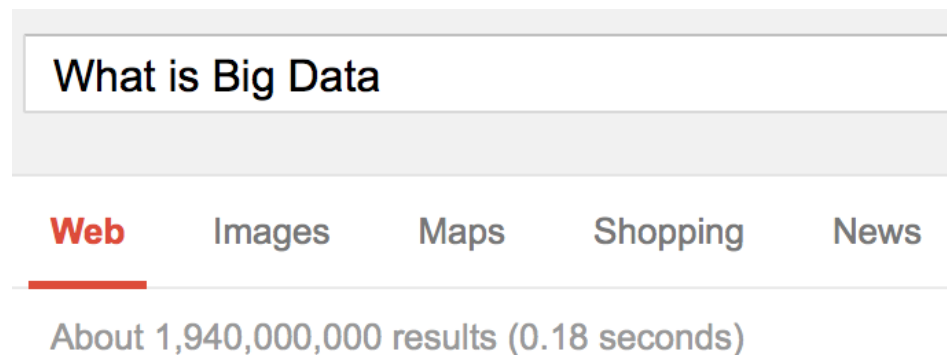 What is Big Data
Web Images Maps Shopping News
About 1,940,000,000 results (0.18 seconds)